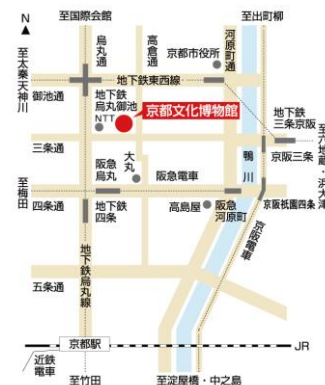 N
至国際会館
至出町柳
烏丸通
高倉通
河原町通
京都市役所
至太秦天神川
地下鉄東西線
御池通
地下鉄
烏丸御池
京都文化博物館
NTT
地下鉄
三条京阪
三条通
京阪三条
至六地蔵・浜大津
鴨川
大丸
阪急
烏丸
阪急電車
至梅田
四条通
地下鉄
四条
高島屋
阪急
河原町
京阪祇園四条
京阪電車
地下鉄烏丸線
五条通
京都駅
JR
近鉄
電車
至竹田
至淀屋橋・中之島